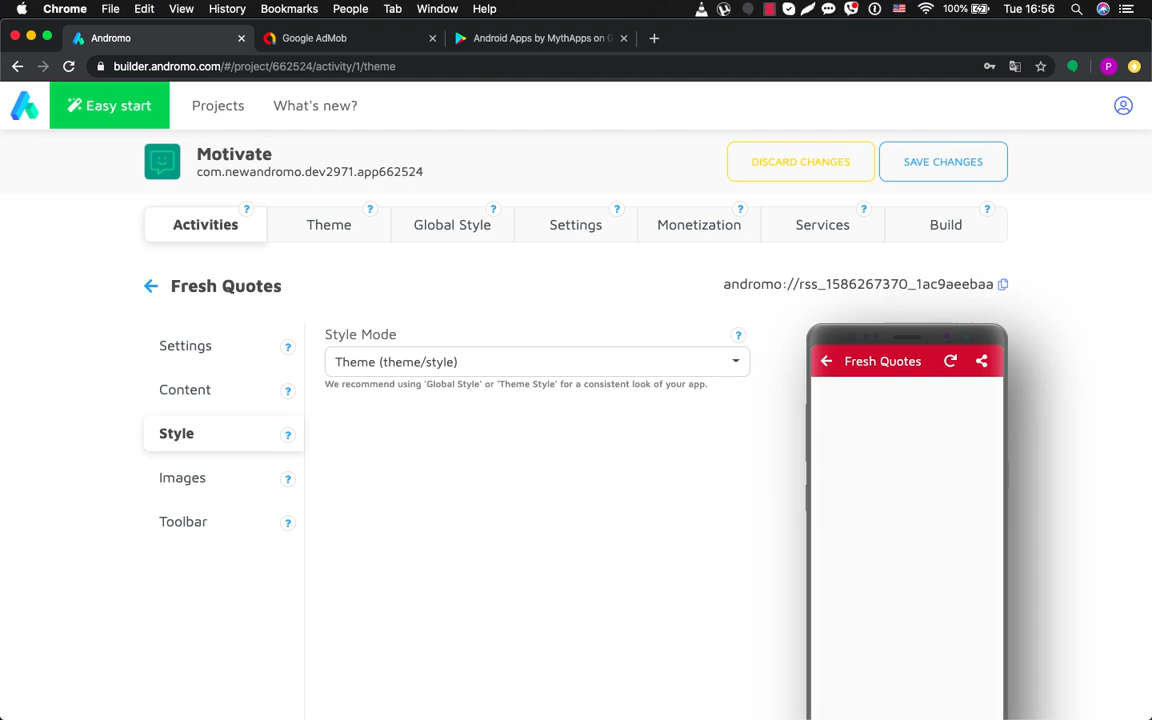 Chrome File Edit View History Bookmarks People Tab Window Help 100% Tue 16:56
Andromo Google AdMob Android Apps by MythApps on G
builder.andromo.com/#/project/662524/activity/1/theme P
Easy start Projects What's new?
Motivate
com.newandromo.dev2971.app662524
DISCARD CHANGES SAVE CHANGES
? ? ? ? ? ? ?
Activities Theme Global Style Settings Monetization Services Build
Fresh Quotes andromo://rss_1586267370_1ac9aeebaa
Settings ?
Content ?
Style ?
Images ?
Toolbar ?
Style Mode ?
Theme (theme/style)
We recommend using 'Global Style' or 'Theme Style' for a consistent look of your app.
Fresh Quotes